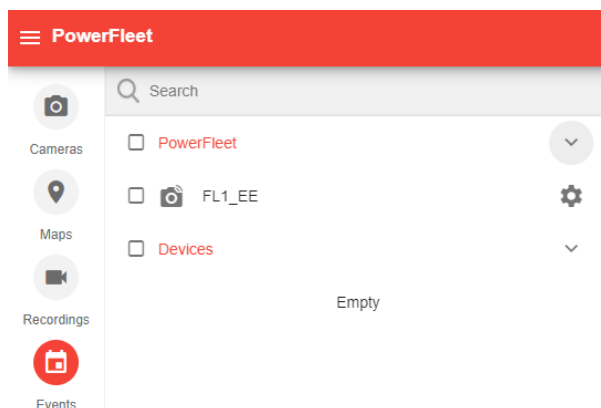 PowerFleet
Search
Cameras
PowerFleet
FL1_EE
Maps
Devices
Recordings
Empty
Events